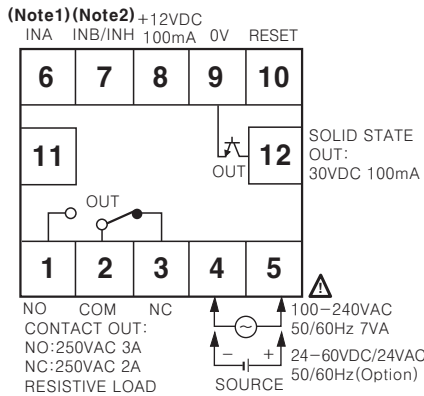 (Note1) (Note2) +12VDC
INA INB/INH 100mA 0V RESET
6 7 8 9 10
11
OUT
12
SOLID STATE
OUT:
30VDC 100mA
OUT
1 2 3 4 5
NO COM NC
CONTACT OUT:
NO:250VAC 3A
NC:250VAC 2A
RESISTIVE LOAD
100-240VAC
50/60Hz 7VA
- +
24-60VDC/24VAC
50/60Hz(Option)
SOURCE